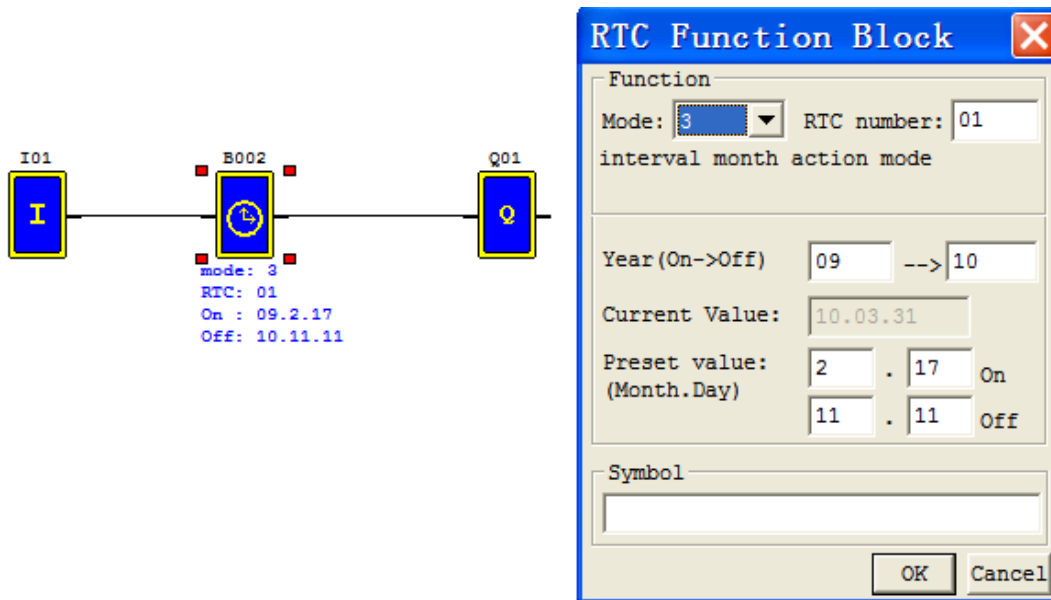 I01
B002
Q01
I
Q
mode: 3
RTC: 01
On : 09.2.17
Off: 10.11.11
RTC Function Block
Function
Mode: 3 RTC number: 01
interval month action mode
Year(On->Off) 09 --> 10
Current Value: 10.03.31
Preset value: 2 . 17 On
(Month.Day)
11 . 11 Off
Symbol
OK Cancel